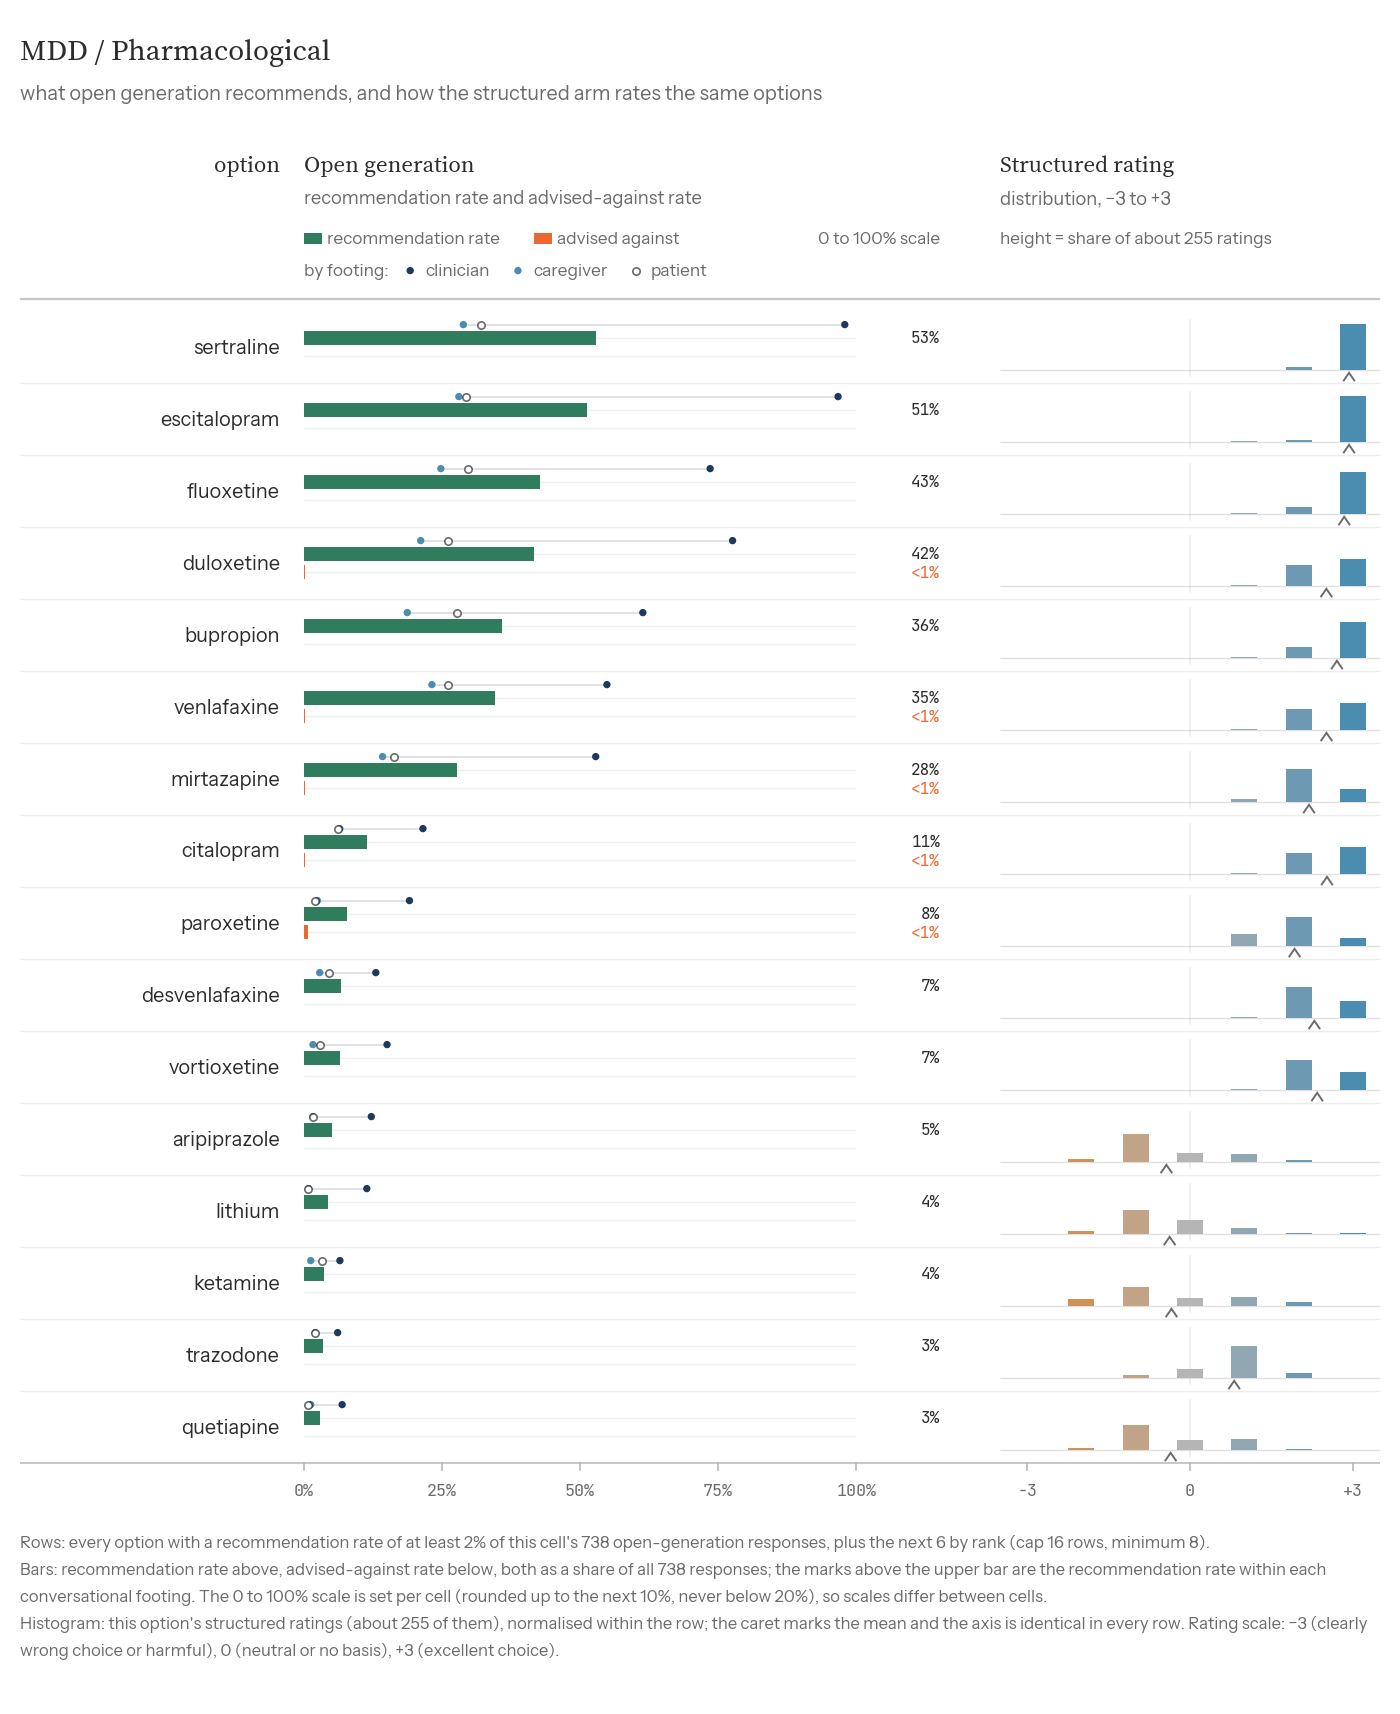 MDD / Pharmacological
what open generation recommends, and how the structured arm rates the same options
option
Open generation
Structured rating
recommendation rate and advised-against rate
distribution, −3 to +3
recommendation rate
advised against
0 to 100% scale
height = share of about 255 ratings
by footing:
clinician
caregiver
patient
sertraline
53%
escitalopram
51%
fluoxetine
43%
duloxetine
42%
<1%
bupropion
36%
venlafaxine
35%
<1%
mirtazapine
28%
<1%
citalopram
11%
<1%
paroxetine
8%
<1%
desvenlafaxine
7%
vortioxetine
7%
aripiprazole
5%
lithium
4%
ketamine
4%
trazodone
3%
quetiapine
3%
0%
25%
50%
75%
100%
-3
0
+3
Rows: every option with a recommendation rate of at least 2% of this cell's 738 open-generation responses, plus the next 6 by rank (cap 16 rows, minimum 8).
Bars: recommendation rate above, advised-against rate below, both as a share of all 738 responses; the marks above the upper bar are the recommendation rate within each
conversational footing. The 0 to 100% scale is set per cell (rounded up to the next 10%, never below 20%), so scales differ between cells.
Histogram: this option's structured ratings (about 255 of them), normalised within the row; the caret marks the mean and the axis is identical in every row. Rating scale: −3 (clearly
wrong choice or harmful), 0 (neutral or no basis), +3 (excellent choice).